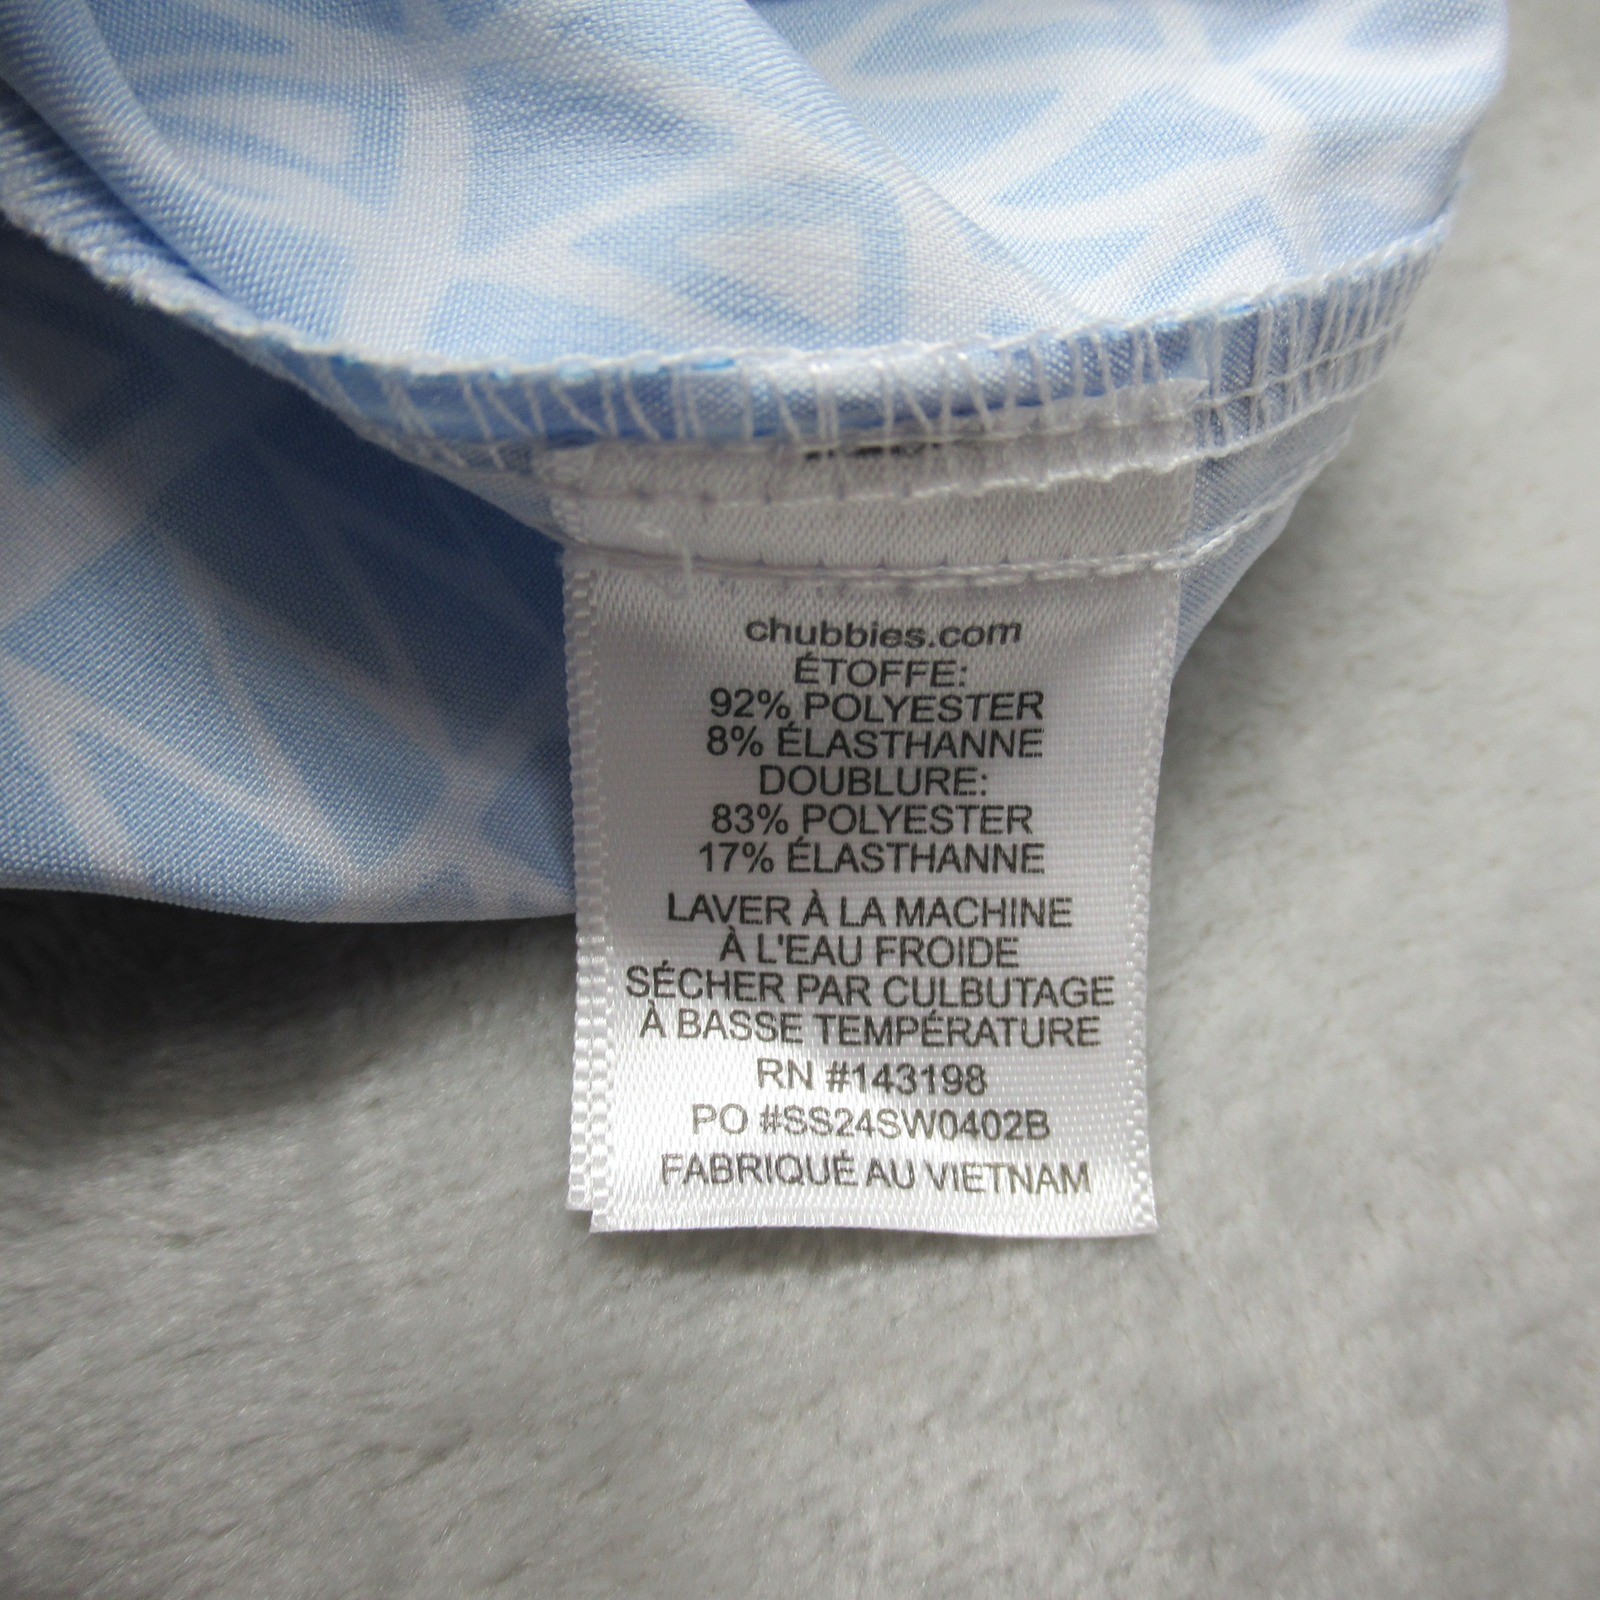 chubbies.com
ÉTOFFE:
92% POLYESTER
8% ÉLASTHANNE
DOUBLURE:
83% POLYESTER
17% ÉLASTHANNE
LAVER À LA MACHINE
À L'EAU FROIDE
SÉCHER PAR CULBUTAGE
À BASSE TEMPÉRATURE
RN #143198
PO #SS24SW0402B
FABRIQUÉ AU VIETNAM